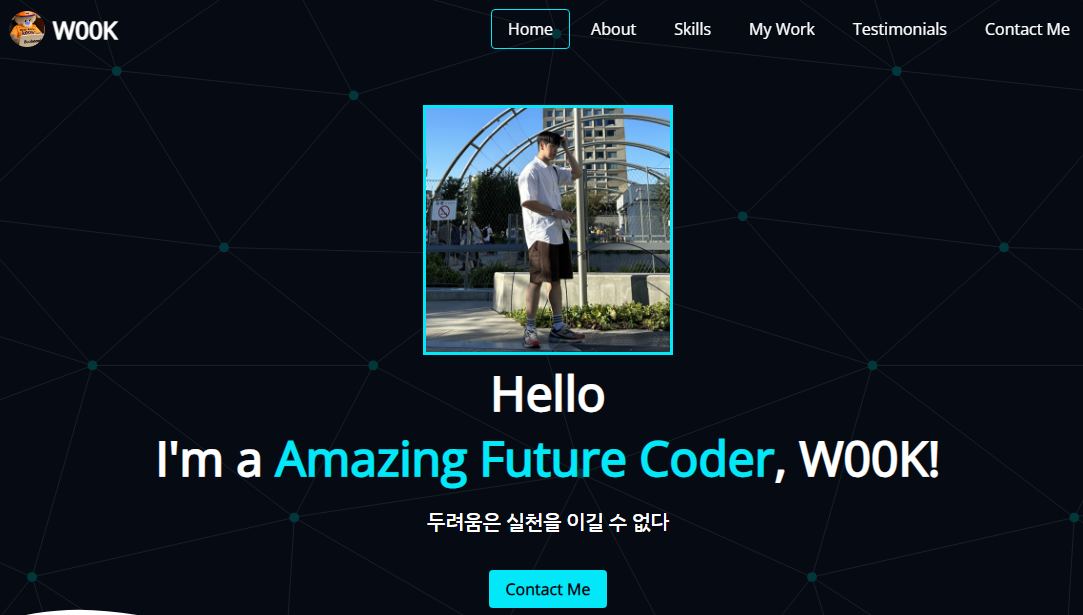 W00K
Home
About
Skills
My Work
Testimonials
Contact Me
Hello
I'm a Amazing Future Coder, W00K!
두려움은 실천을 이길 수 없다
Contact Me